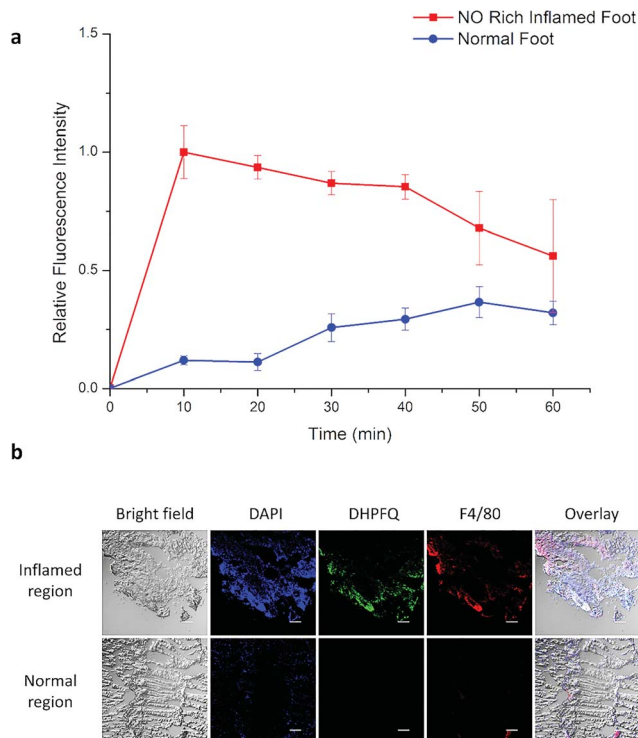 a
NO Rich Inflamed Foot
Normal Foot
Relative Fluorescence Intensity
1.5
1.0
0.5
0.0
0 10 20 30 40 50 60
Time (min)
b
Bright field DAPI DHPFQ F4/80 Overlay
Inflamed
region
Normal
region